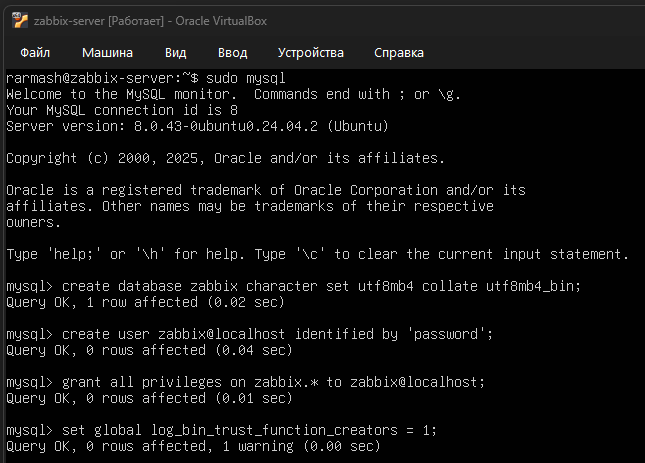 zabbix-server [Работает] - Oracle VirtualBox
Файл Машина Вид Ввод Устройства Справка
rarmash@zabbix-server:~$ sudo mysql
Welcome to the MySQL monitor.  Commands end with ; or \g.
Your MySQL connection id is 8
Server version: 8.0.43-0ubuntu0.24.04.2 (Ubuntu)
Copyright (c) 2000, 2025, Oracle and/or its affiliates.
Oracle is a registered trademark of Oracle Corporation and/or its
affiliates. Other names may be trademarks of their respective
owners.
Type 'help;' or '\h' for help. Type '\c' to clear the current input statement.
mysql> create database zabbix character set utf8mb4 collate utf8mb4_bin;
Query OK, 1 row affected (0.02 sec)
mysql> create user zabbix@localhost identified by 'password';
Query OK, 0 rows affected (0.04 sec)
mysql> grant all privileges on zabbix.* to zabbix@localhost;
Query OK, 0 rows affected (0.01 sec)
mysql> set global log_bin_trust_function_creators = 1;
Query OK, 0 rows affected, 1 warning (0.00 sec)